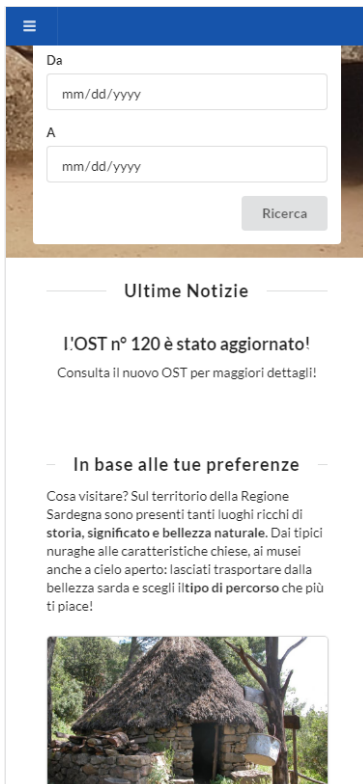 Da
mm/dd/yyyy
A
mm/dd/yyyy
Ricerca
Ultime Notizie
L'OST n° 120 è stato aggiornato!
Consulta il nuovo OST per maggiori dettagli!
In base alle tue preferenze
Cosa visitare? Sul territorio della Regione
Sardegna sono presenti tanti luoghi ricchi di
storia, significato e bellezza naturale. Dai tipici
nuraghe alle caratteristiche chiese, ai musei
anche a cielo aperto: lasciati trasportare dalla
bellezza sarda e scegli iltipo di percorso che più
ti piace!